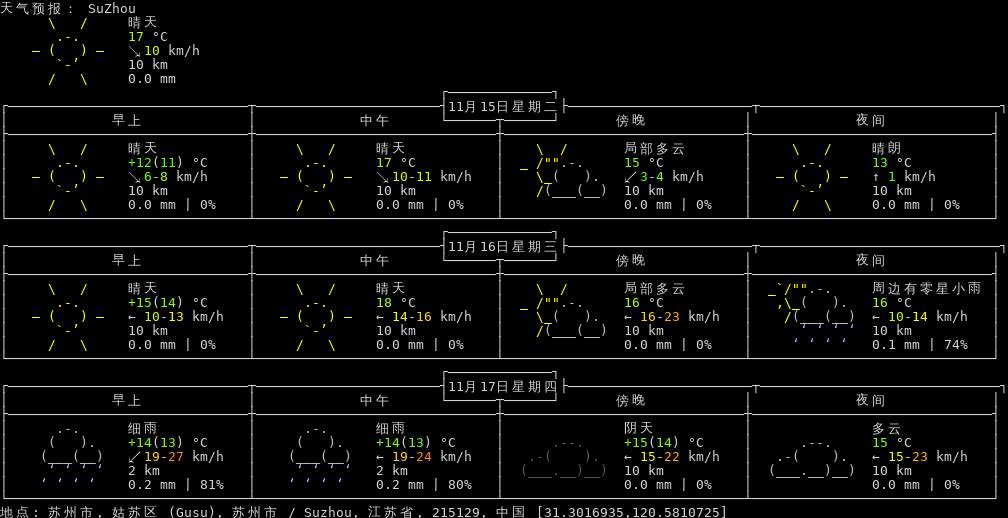 天气预报: SuZhou
晴天
17 °C
↘10 km/h
10 km
0.0 mm
11月15日星期二
早上 中午 傍晚 夜间
晴天 晴天 局部多云 晴朗
+12(11) °C 17 °C 15 °C 13 °C
↘6-8 km/h ↘10-11 km/h ↙3-4 km/h ↑ 1 km/h
10 km 10 km 10 km 10 km
0.0 mm | 0% 0.0 mm | 0% 0.0 mm | 0% 0.0 mm | 0%
11月16日星期三
早上 中午 傍晚 夜间
晴天 晴天 局部多云 周边有零星小雨
+15(14) °C 18 °C 16 °C 16 °C
← 10-13 km/h ← 14-16 km/h ← 16-23 km/h ← 10-14 km/h
10 km 10 km 10 km 10 km
0.0 mm | 0% 0.0 mm | 0% 0.0 mm | 0% 0.1 mm | 74%
11月17日星期四
早上 中午 傍晚 夜间
细雨 细雨 阴天 多云
+14(13) °C +14(13) °C +15(14) °C 15 °C
↙19-27 km/h ← 19-24 km/h ← 15-22 km/h ← 15-23 km/h
2 km 2 km 10 km 10 km
0.2 mm | 81% 0.2 mm | 80% 0.0 mm | 0% 0.0 mm | 0%
地点: 苏州市, 姑苏区 (Gusu), 苏州市 / Suzhou, 江苏省, 215129, 中国 [31.3016935,120.5810725]